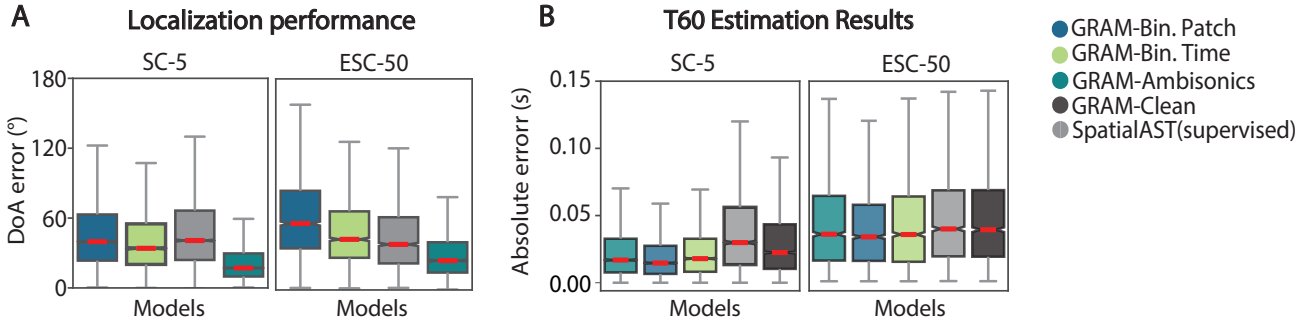 A
Localization performance
SC-5
ESC-50
180
120
60
0
DoA error (°)
Models
Models
B
T60 Estimation Results
SC-5
ESC-50
0.15
0.10
0.05
0.00
Absolute erorr (s)
Models
Models
GRAM-Bin. Patch
GRAM-Bin. Time
GRAM-Ambisonics
GRAM-Clean
SpatialAST(supervised)